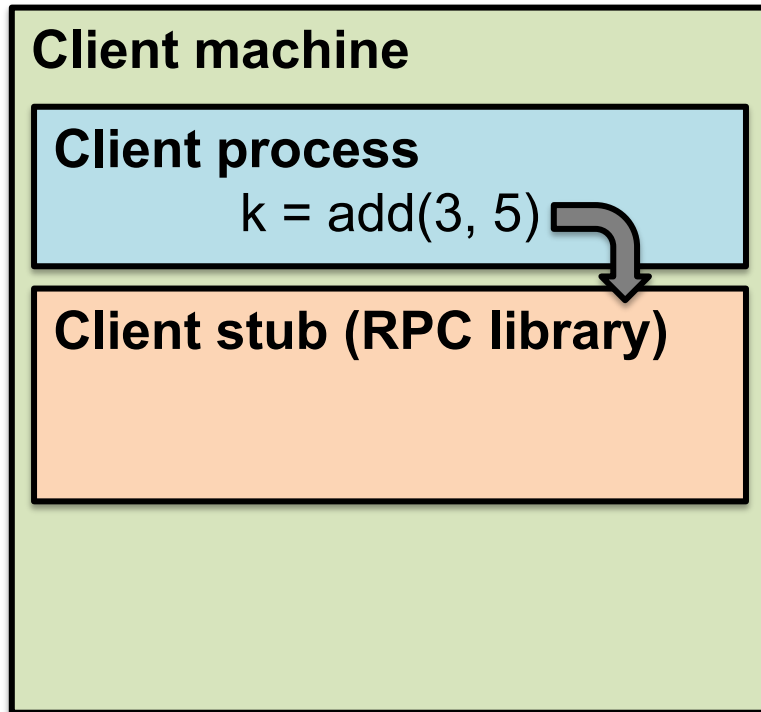 Client machine
Client process
k = add(3, 5)
Client stub (RPC library)